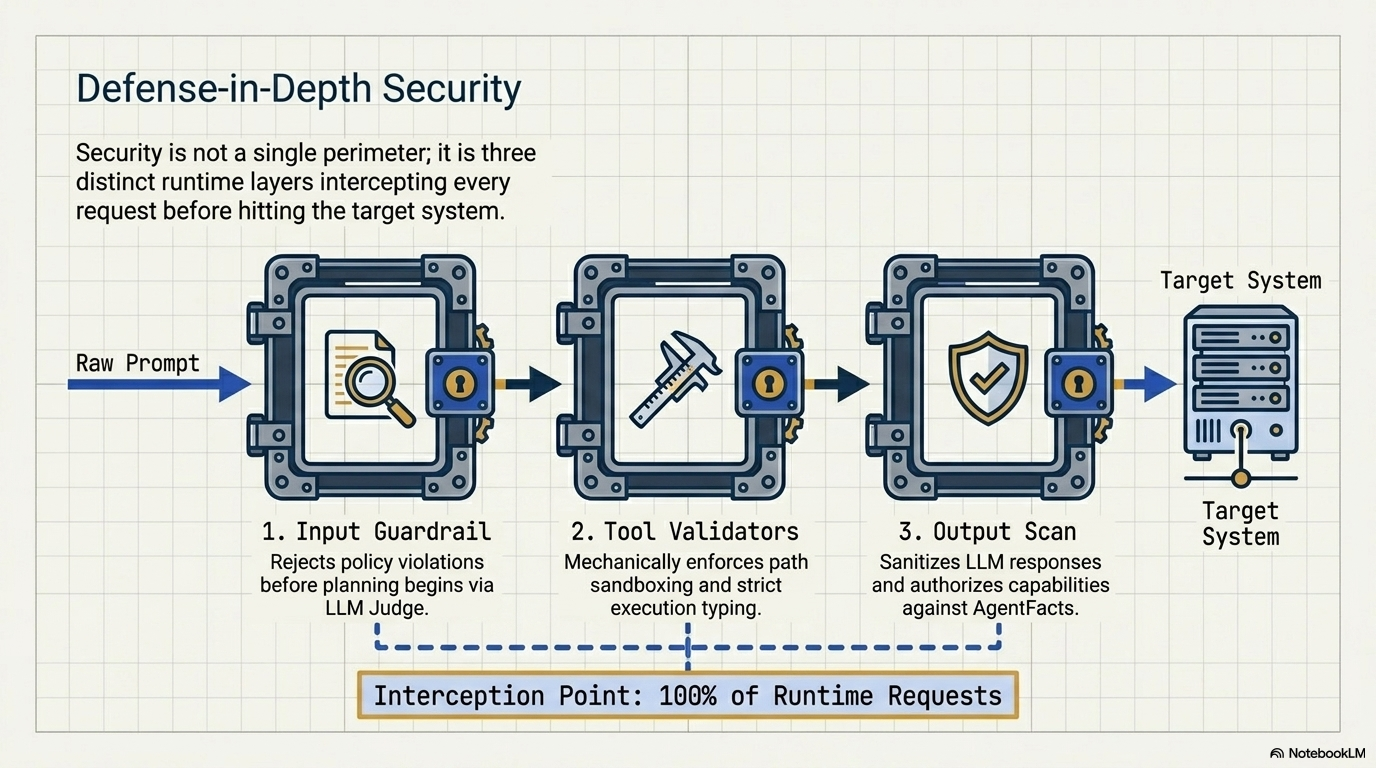 Defense-in-Depth Security
Security is not a single perimeter; it is three
distinct runtime layers intercepting every
request before hitting the target system.
Raw Prompt
Target System
Target
System
1. Input Guardrail
Rejects policy violations
before planning begins via
LLM Judge.
2. Tool Validators
Mechanically enforces path
sandboxing and strict
execution typing.
3. Output Scan
Sanitizes LLM responses
and authorizes capabilities
against AgentFacts.
Interception Point: 100% of Runtime Requests
NotebookLM